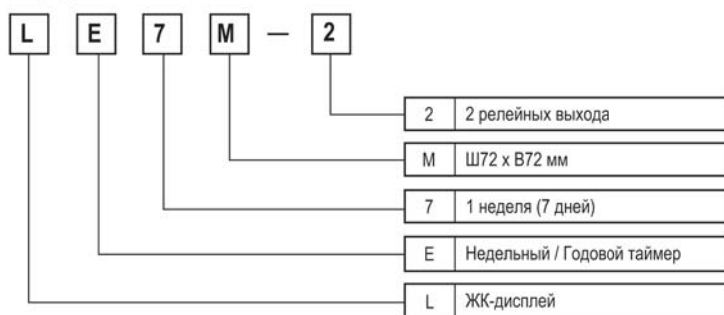 L E 7 M — 2
2 2 релейных выхода
M Ш72 x В72 мм
7 1 неделя (7 дней)
E Недельный / Годовой таймер
L ЖК-дисплей